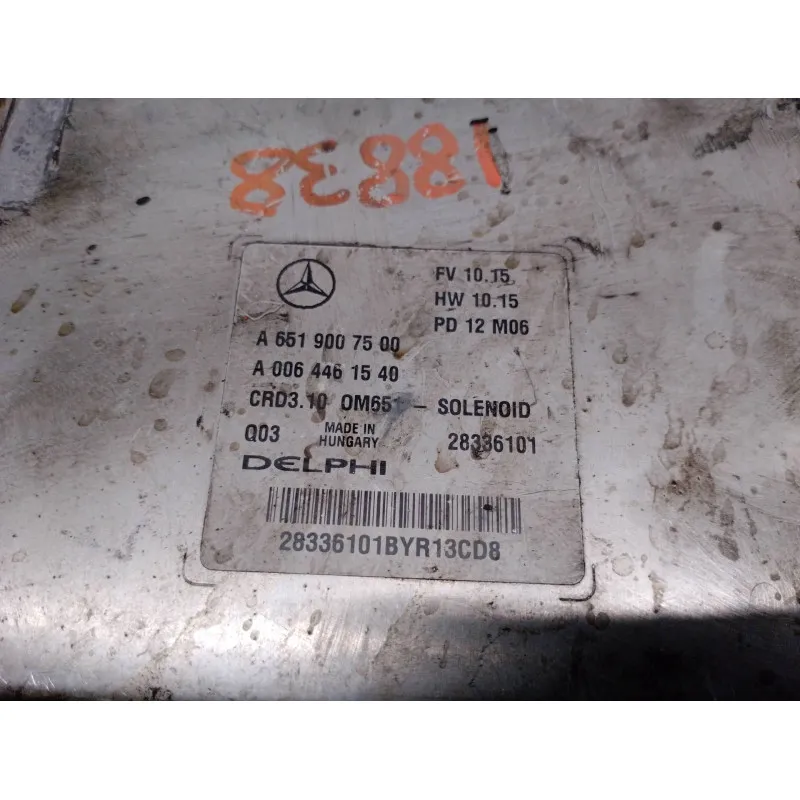 83881
FV 10.15
HW 10.15
PD 12 M06
A 651 900 75 00
A 006 446 15 40
CRD3.10 OM651 - SOLENOID
Q03 MADE IN HUNGARY 28336101
DELPHI
28336101BYR13CD8